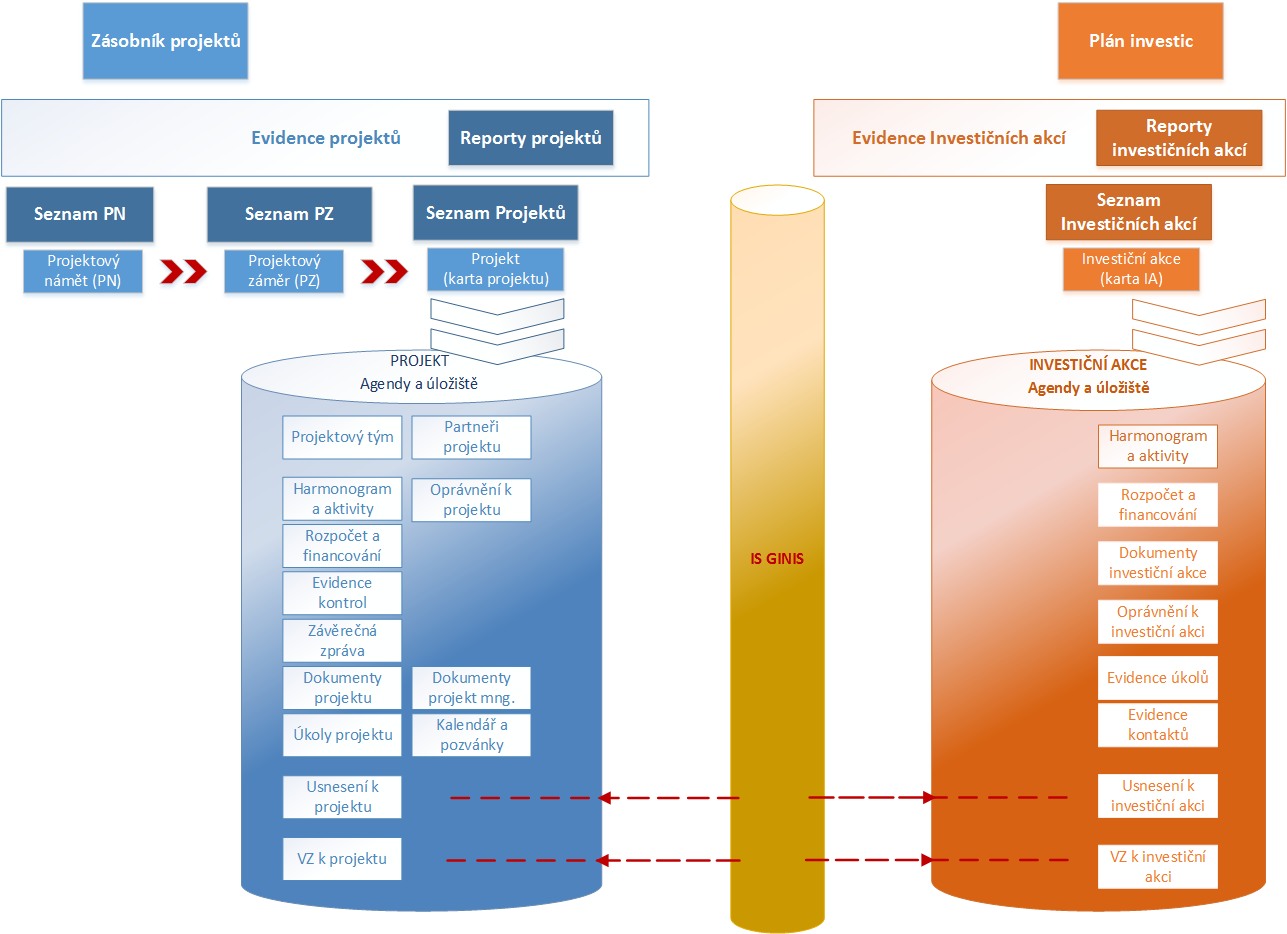 Zásobník projektů
Plán investic
Evidence projektů
Reporty projektů
Evidence Investičních akcí
Reporty
investičních akcí
Seznam PN
Seznam PZ
Seznam Projektů
Seznam
Investičních akcí
Projektový
námět (PN)
Projektový
záměr (PZ)
Projekt
(karta projektu)
Investiční akce
(karta IA)
PROJEKT
Agendy a úložiště
Projektový tým
Partneři
projektu
Harmonogram
a aktivity
Oprávnění k
projektu
Rozpočet a
financování
Evidence
kontrol
Závěrečná
zpráva
Dokumenty
projektu
Dokumenty
projekt mng.
Úkoly projektu
Kalendář a
pozvánky
Usnesení k
projektu
VZ k projektu
IS GINIS
INVESTIČNÍ AKCE
Agendy a úložiště
Harmonogram
a aktivity
Rozpočet a
financování
Dokumenty
investiční akce
Oprávnění k
investiční akci
Evidence úkolů
Evidence
kontaktů
Usnesení k
investiční akci
VZ k investiční
akci